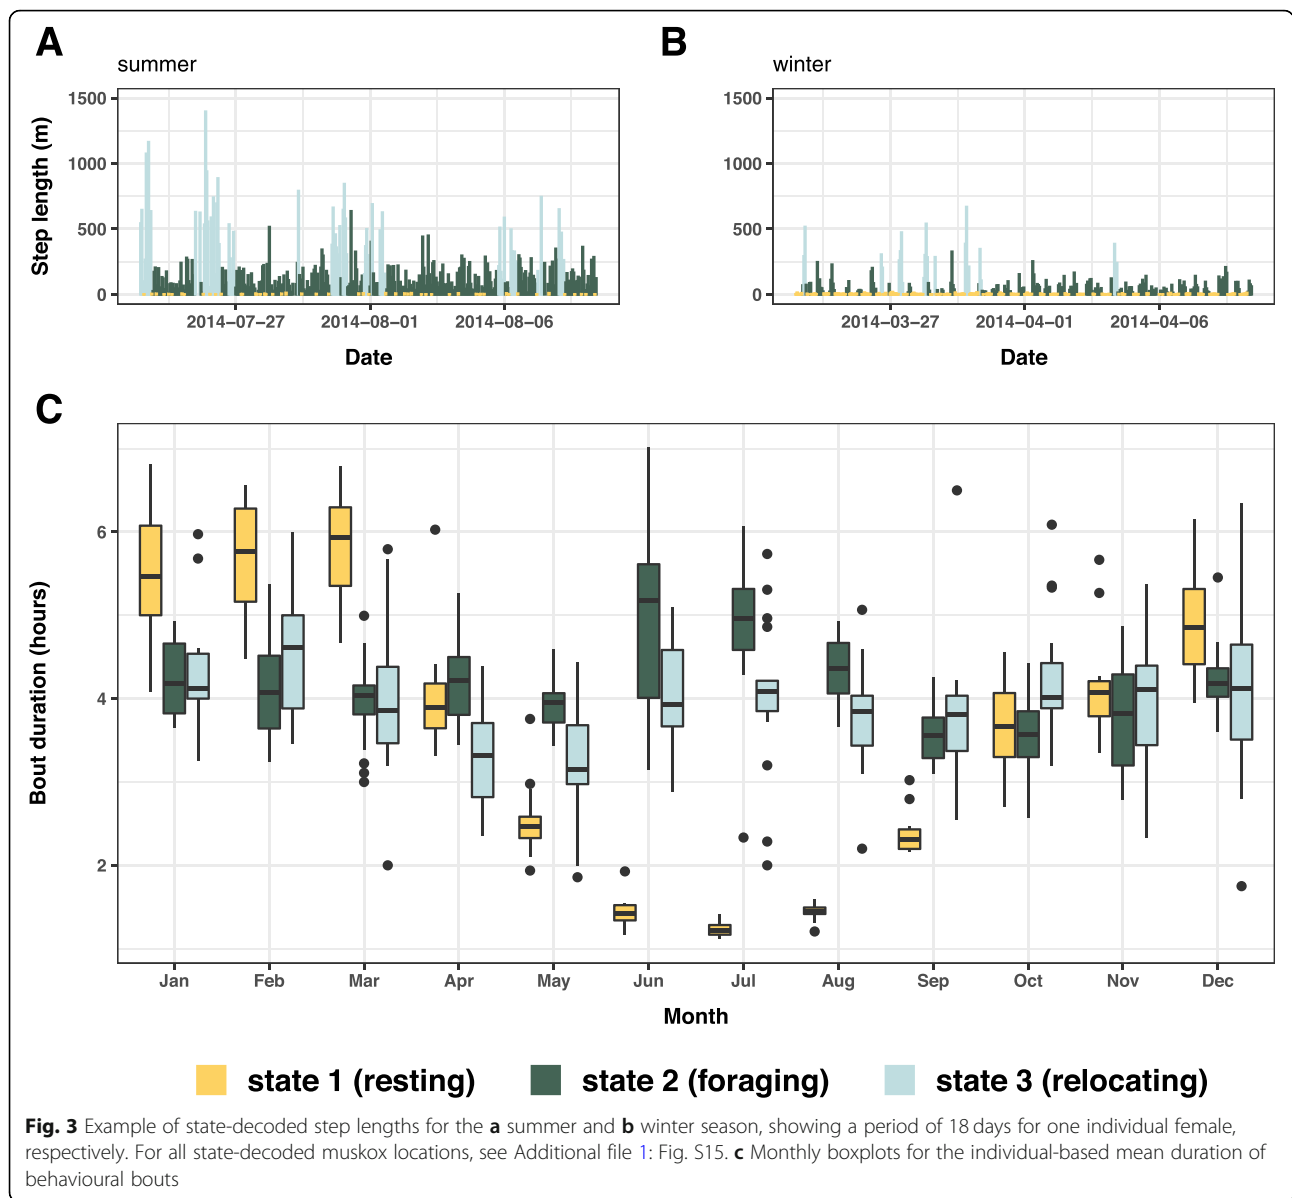 A
summer
1500
1000
500
0
Step length (m)
2014-07-27 2014-08-01 2014-08-06
Date
B
winter
1500
1000
500
0
2014-03-27 2014-04-01 2014-04-06
Date
C
6
4
2
Bout duration (hours)
Jan Feb Mar Apr May Jun Jul Aug Sep Oct Nov Dec
Month
state 1 (resting) state 2 (foraging) state 3 (relocating)
Fig. 3 Example of state-decoded step lengths for the a summer and b winter season, showing a period of 18 days for one individual female,
respectively. For all state-decoded muskox locations, see Additional file 1: Fig. S15. c Monthly boxplots for the individual-based mean duration of
behavioural bouts